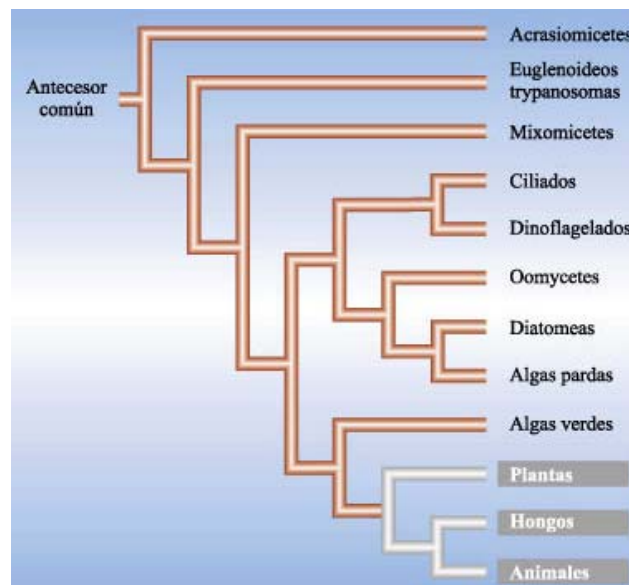 Acrasiomicetes
Antecesor
común
Euglenoideos
trypanosomas
Mixomicetes
Ciliados
Dinoflagelados
Oomycetes
Diatomeas
Algas pardas
Algas verdes
Plantas
Hongos
Animales